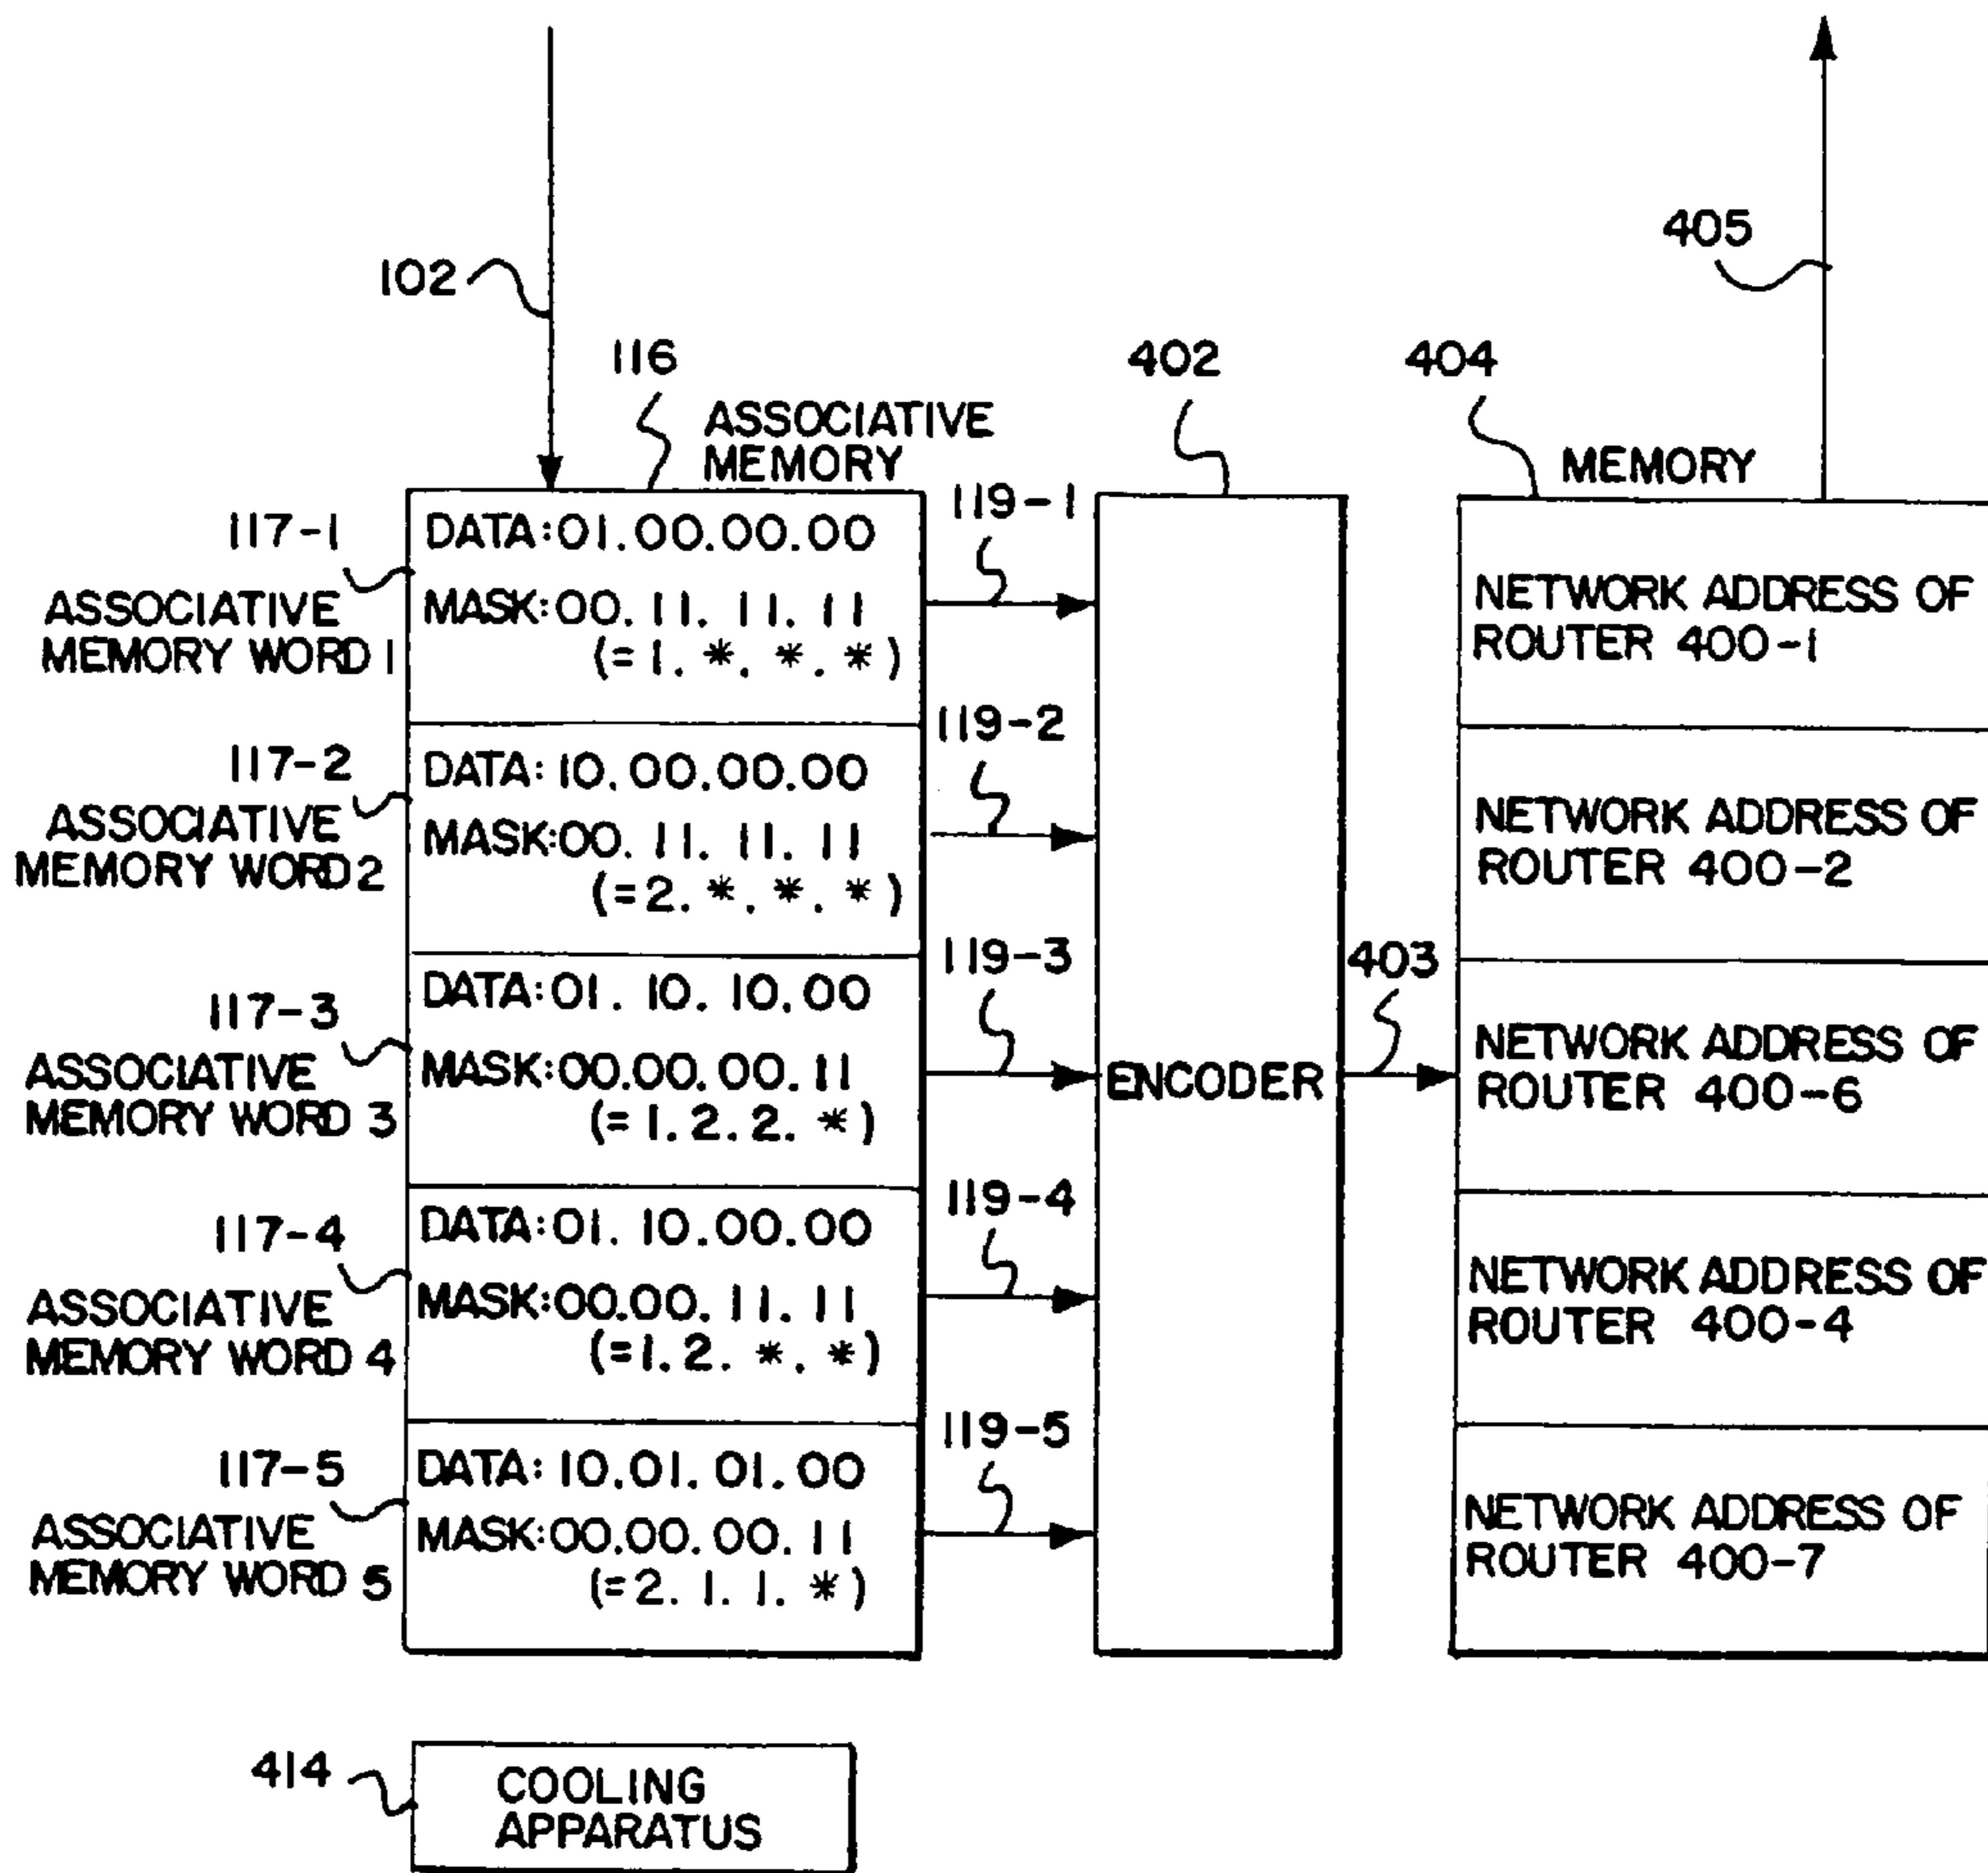 102
405
116
402
404
ASSOCIATIVE
MEMORY
MEMORY
117-1
ASSOCIATIVE
MEMORY WORD 1
DATA:01.00.00.00
MASK:00.11.11.11
(=1.*.*.*)
119-1
NETWORK ADDRESS OF
ROUTER 400-1
117-2
ASSOCIATIVE
MEMORY WORD 2
DATA:10.00.00.00
MASK:00.11.11.11
(=2.*.*.*)
119-2
NETWORK ADDRESS OF
ROUTER 400-2
117-3
ASSOCIATIVE
MEMORY WORD 3
DATA:01.10.10.00
MASK:00.00.00.11
(=1.2.2.*)
119-3
ENCODER
403
NETWORK ADDRESS OF
ROUTER 400-6
117-4
ASSOCIATIVE
MEMORY WORD 4
DATA:01.10.00.00
MASK:00.00.11.11
(=1.2.*.*)
119-4
NETWORK ADDRESS OF
ROUTER 400-4
117-5
ASSOCIATIVE
MEMORY WORD 5
DATA:10.01.01.00
MASK:00.00.00.11
(=2.1.1.*)
119-5
NETWORK ADDRESS OF
ROUTER 400-7
414
COOLING
APPARATUS